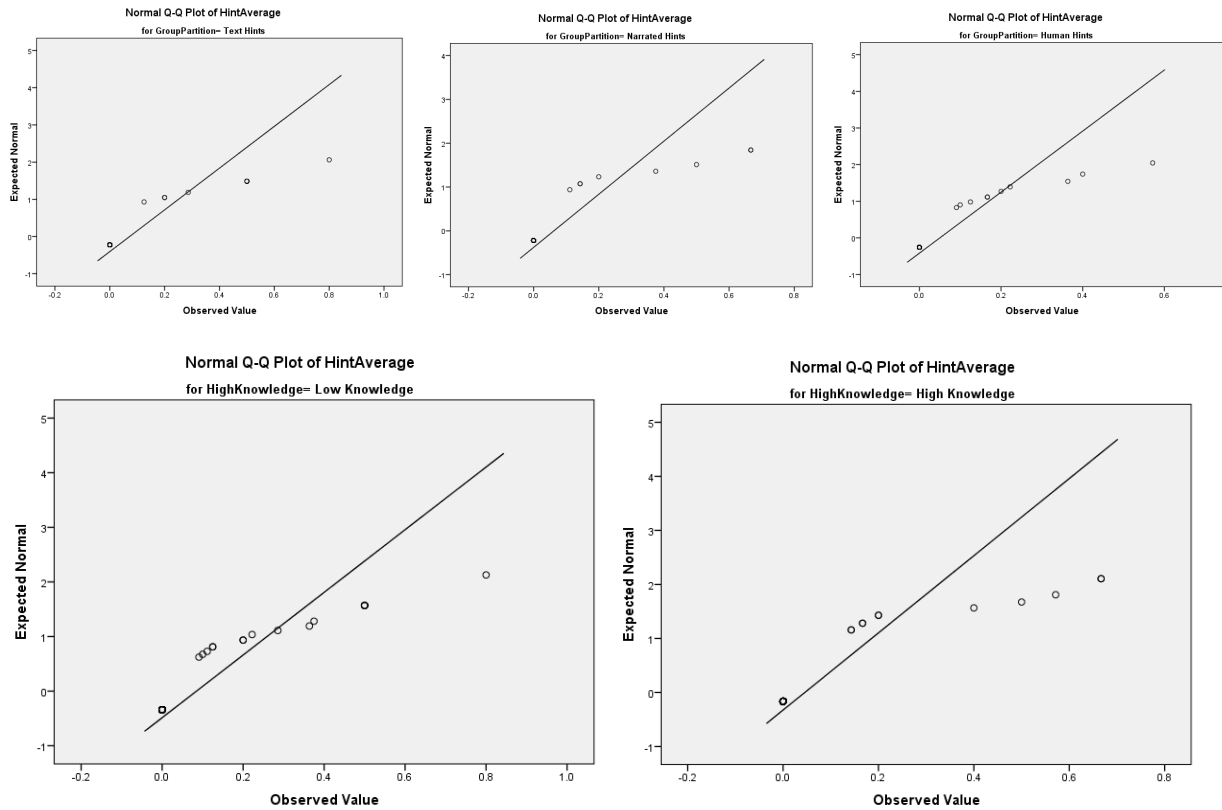 Normal Q-Q Plot of HintAverage
for GroupPartition= Text Hints
Expected Normal
5
4
3
2
1
0
-1
-0.2 0.0 0.2 0.4 0.6 0.8 1.0
Observed Value
Normal Q-Q Plot of HintAverage
for GroupPartition= Narrated Hints
Expected Normal
4
3
2
1
0
-1
-0.2 0.0 0.2 0.4 0.6 0.8
Observed Value
Normal Q-Q Plot of HintAverage
for GroupPartition= Human Hints
Expected Normal
5
4
3
2
1
0
-1
0.0 0.2 0.4 0.6
Observed Value
Normal Q-Q Plot of HintAverage
for HighKnowledge= Low Knowledge
Expected Normal
5
4
3
2
1
0
-1
-0.2 0.0 0.2 0.4 0.6 0.8 1.0
Observed Value
Normal Q-Q Plot of HintAverage
for HighKnowledge= High Knowledge
Expected Normal
5
4
3
2
1
0
-1
-0.2 0.0 0.2 0.4 0.6 0.8
Observed Value